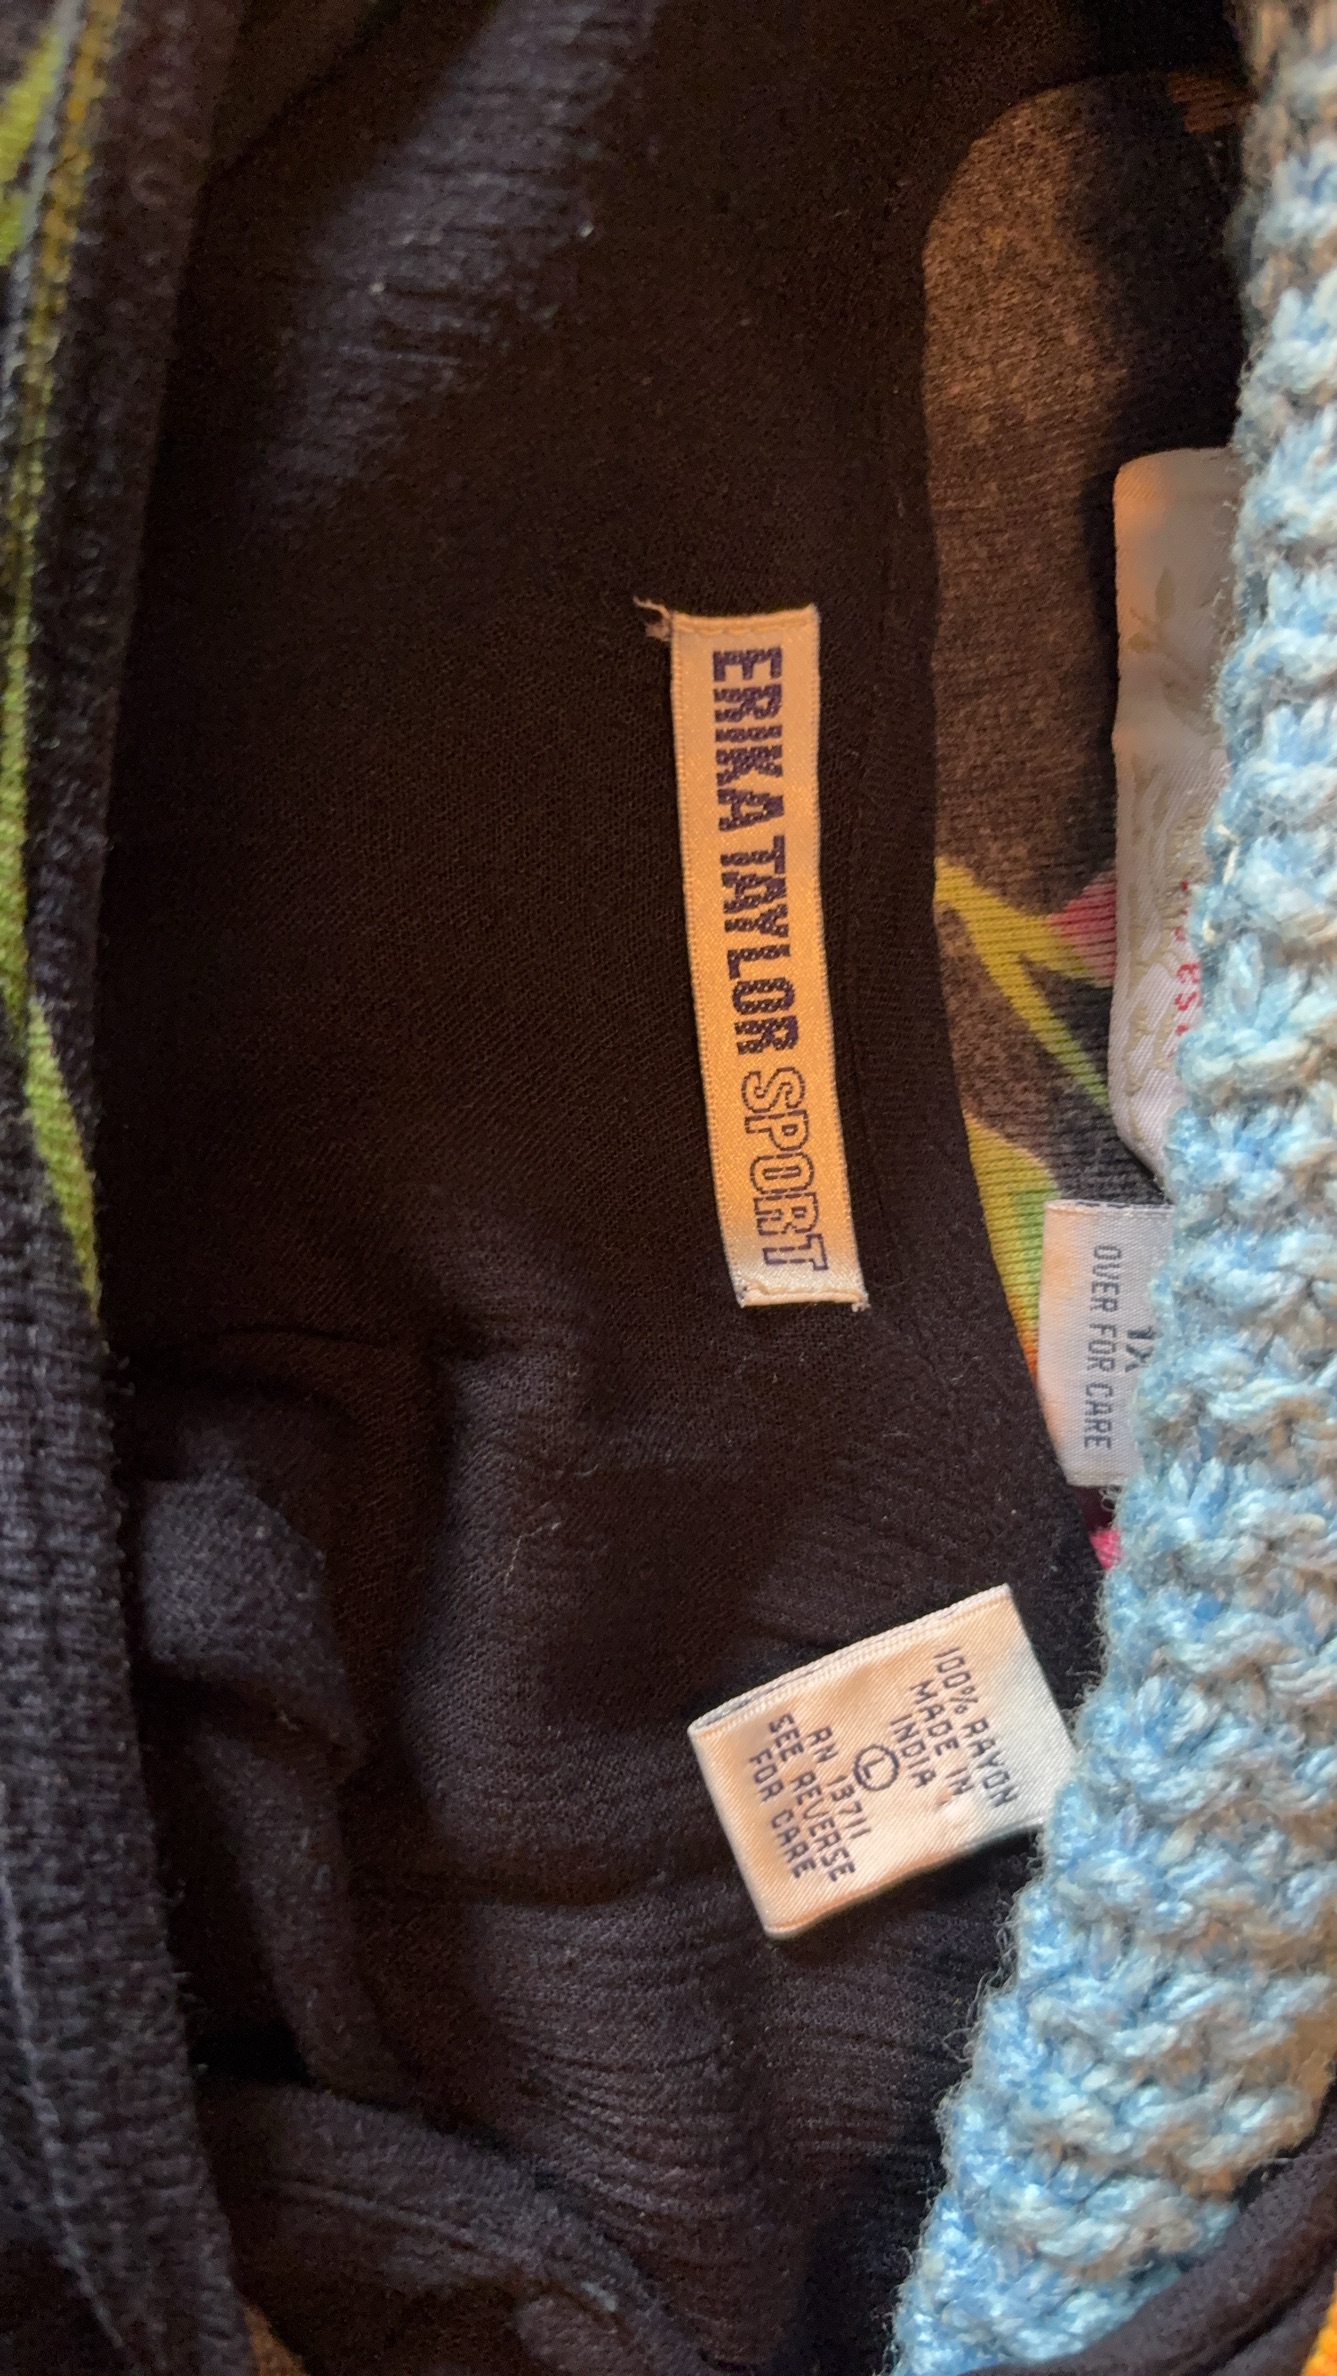 ERIKA TAYLOR SPORT
1X
OVER FOR CARE
100% RAYON
MADE IN
INDIA
L
RN 13711
SEE REVERSE
FOR CARE